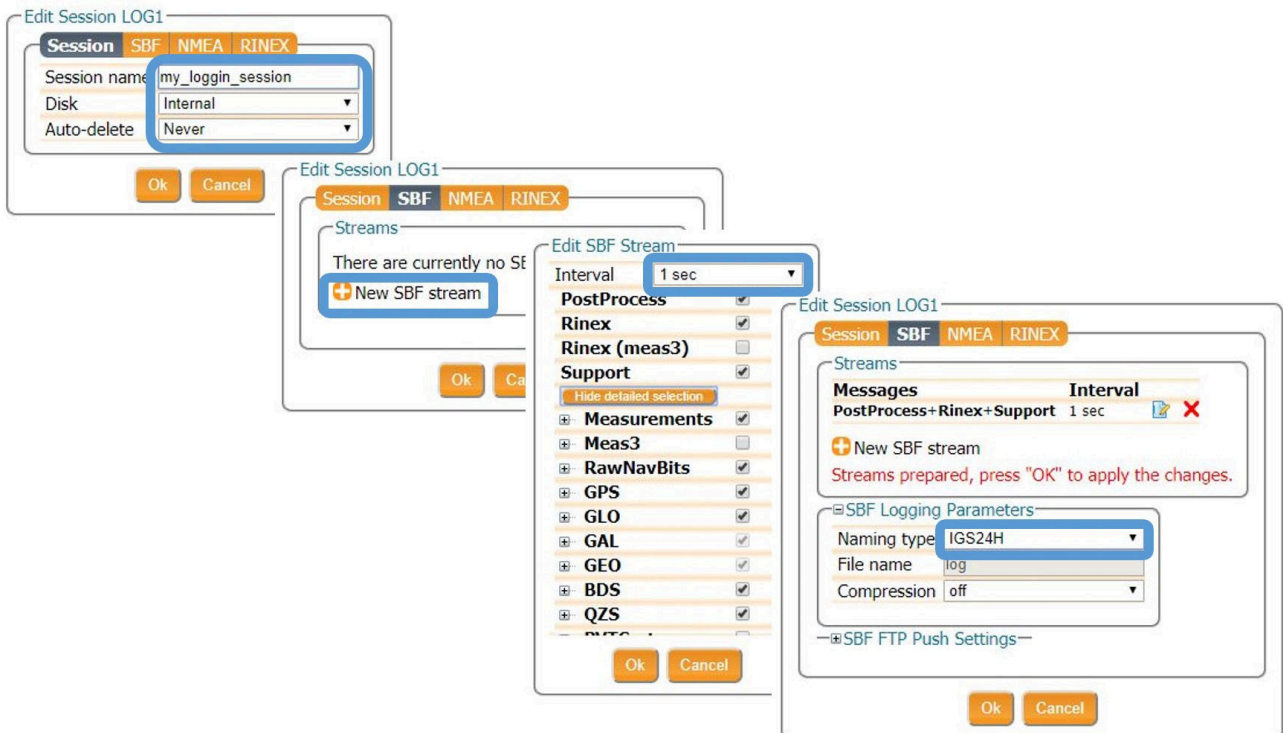 Edit Session LOG1
Session SBF NMEA RINEX
Session name my_loggin_session
Disk Internal
Auto-delete Never
Ok Cancel
Edit Session LOG1
Session SBF NMEA RINEX
Streams
There are currently no
New SBF stream
Ok
Edit SBF Stream
Interval 1 sec
PostProcess
Rinex
Rinex (meas3)
Support
Hide detailed selection
Measurements
Meas3
RawNavBits
GPS
GLO
GAL
GEO
BDS
QZS
Ok Cancel
Edit Session LOG1
Session SBF NMEA RINEX
Streams
Messages Interval
PostProcess+Rinex+Support 1 sec
New SBF stream
Streams prepared, press "OK" to apply the changes.
SBF Logging Parameters
Naming type IGS24H
File name log
Compression off
SBF FTP Push Settings
Ok Cancel